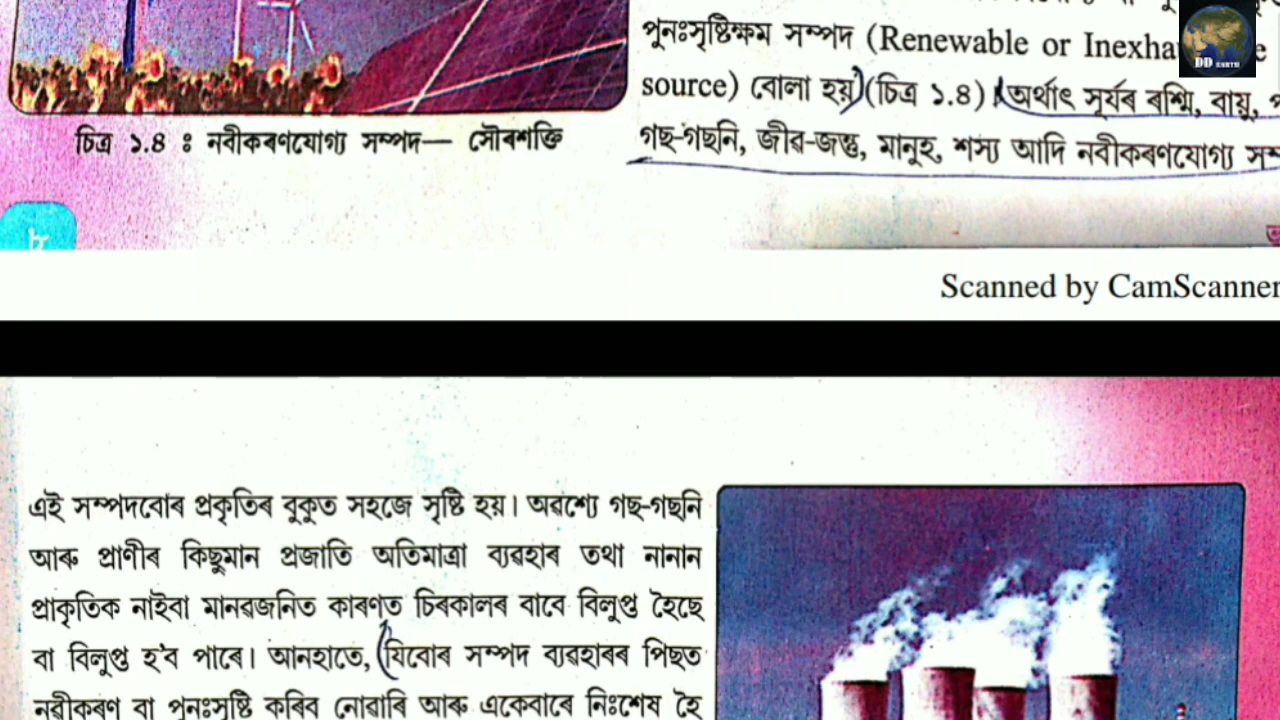 পুনঃসৃষ্টিক্ষম সম্পদ (Renewable or
source) বোলা হয়)(চিত্ৰ ১.৪) অৰ্থাৎ সূৰ্যৰ ৰশ্মি, বায়ু,
চিত্ৰ ১.৪ ঃ নবীকৰণযোগ্য সম্পদ— সৌৰশক্তি
গছ-গছনি, জীৱ-জন্তু, মানুহ, শস্য আদি নবীকৰণযোগ্য
DD
৮
Scanned by CamScanner
এই সম্পদবোৰ প্ৰকৃতিৰ বুকুত সহজে সৃষ্টি হয়। অৱশ্যে গছ-গছনি
আৰু প্ৰাণীৰ কিছুমান প্ৰজাতি অতিমাত্ৰা ব্যৱহাৰ তথা নানান
প্ৰাকৃতিক নাইবা মানৱজনিত কাৰণত চিৰকালৰ বাবে বিলুপ্ত হৈছে
বা বিলুপ্ত হ'ব পাৰে। আনহাতে, (যিবোৰ সম্পদ ব্যৱহাৰৰ পিছত
নবীকৰণ বা পুনঃসৃষ্টি কৰিব নোৱাৰি আৰু একেবাৰে নিঃশেষ হৈ